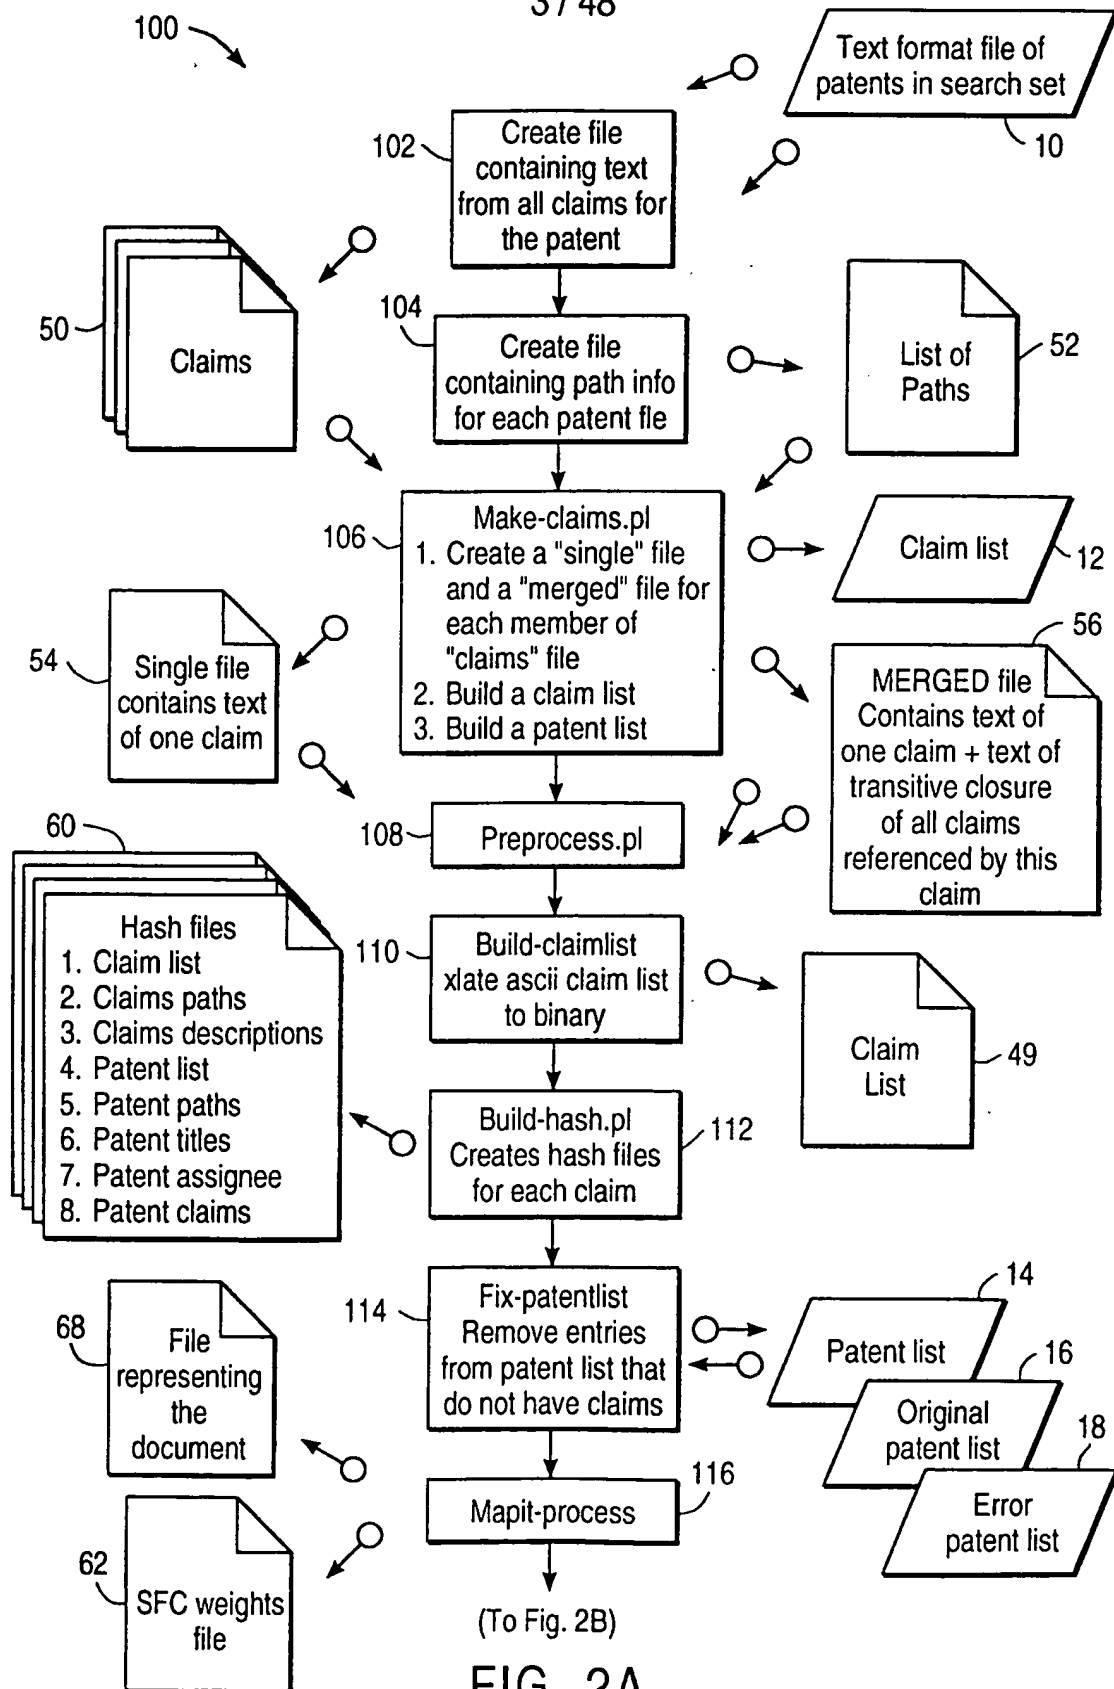 3 / 48
100
Text format file of
patents in search set
10
102
Create file
containing text
from all claims for
the patent
50
Claims
104
Create file
containing path info
for each patent fle
List of
Paths
52
106
Make-claims.pl
1. Create a "single" file
and a "merged" file for
each member of
"claims" file
2. Build a claim list
3. Build a patent list
Claim list
12
54
Single file
contains text
of one claim
56
MERGED file
Contains text of
one claim + text of
transitive closure
of all claims
referenced by this
claim
108
Preprocess.pl
60
Hash files
1. Claim list
2. Claims paths
3. Claims descriptions
4. Patent list
5. Patent paths
6. Patent titles
7. Patent assignee
8. Patent claims
110
Build-claimlist
xlate ascii claim list
to binary
Claim
List
49
Build-hash.pl
Creates hash files
for each claim
112
114
Fix-patentlist
Remove entries
from patent list that
do not have claims
14
Patent list
16
Original
patent list
18
Error
patent list
68
File
representing
the
document
Mapit-process
116
62
SFC weights
file
(To Fig. 2B)
FIG. 2A